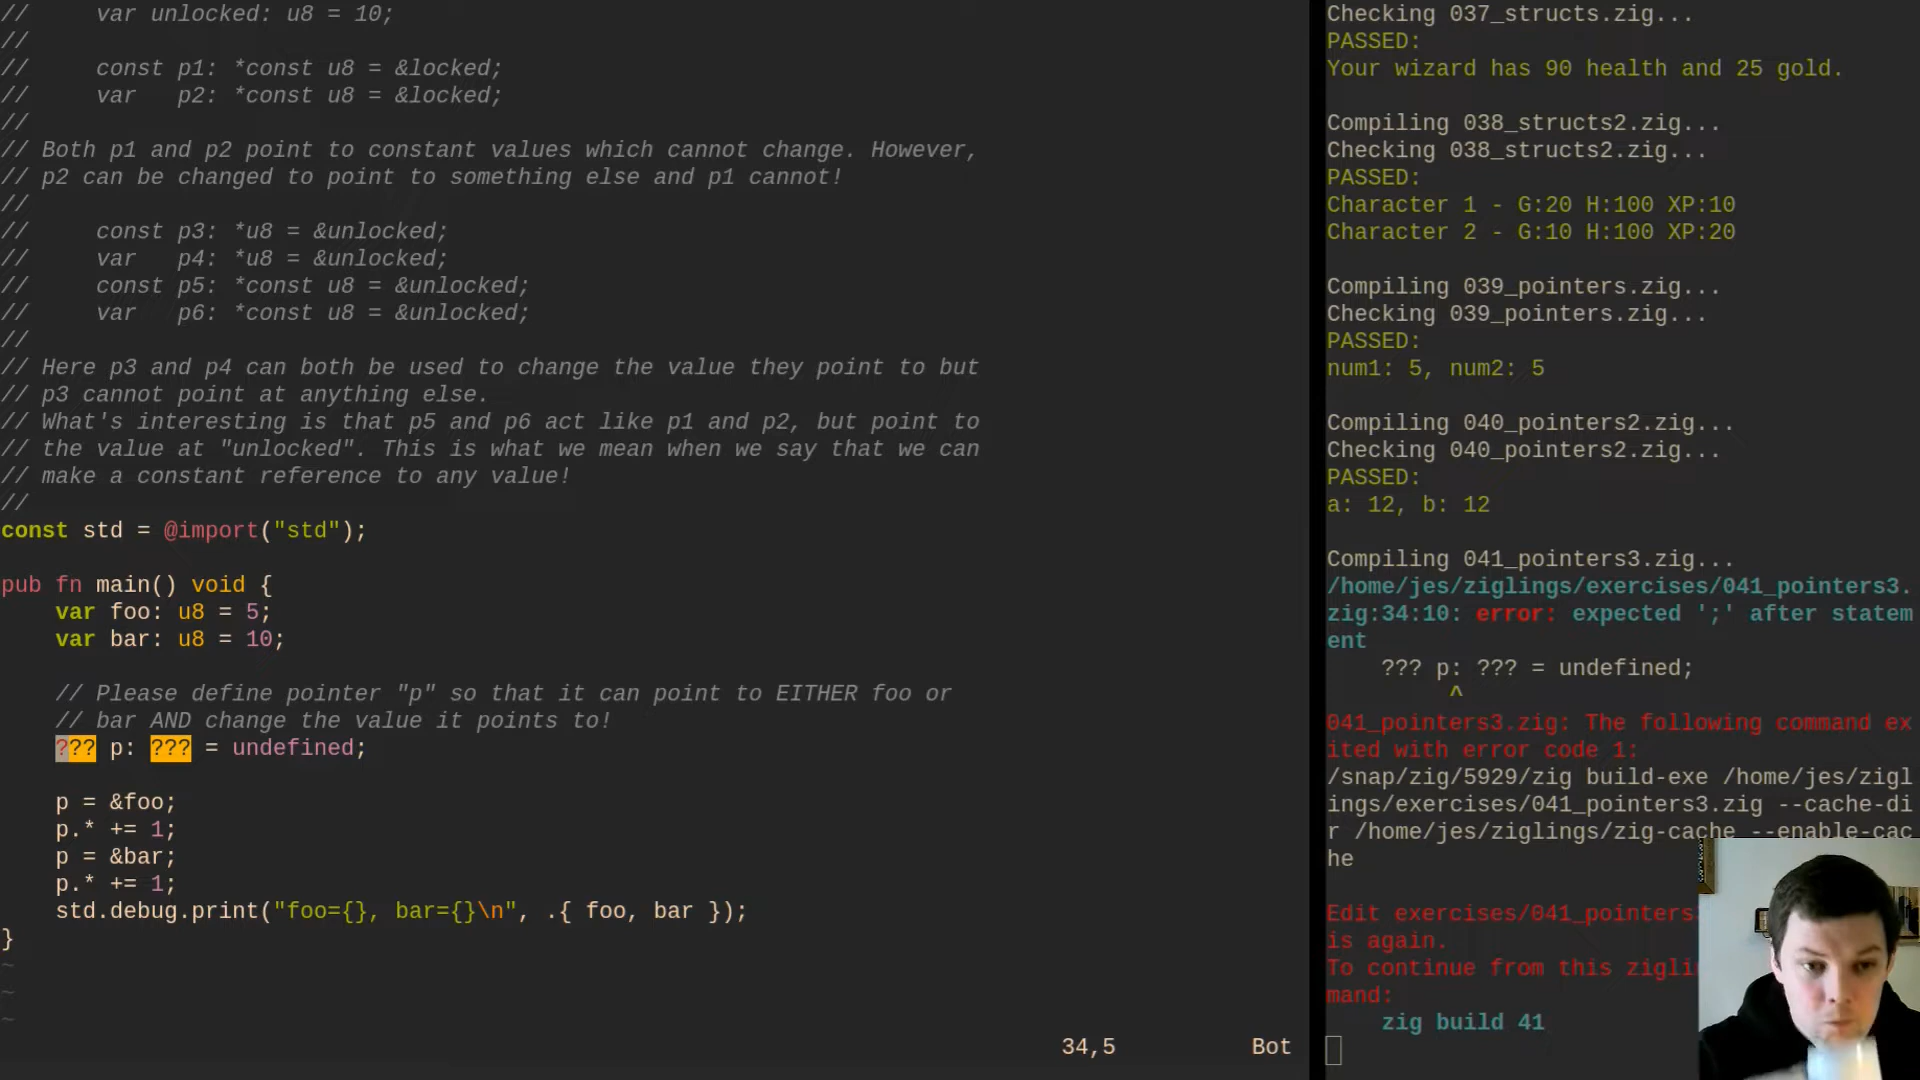 //     var unlocked: u8 = 10;
//
//     const p1: *const u8 = &locked;
//     var   p2: *const u8 = &locked;
//
// Both p1 and p2 point to constant values which cannot change. However,
// p2 can be changed to point to something else and p1 cannot!
//
//     const p3: *u8 = &unlocked;
//     var   p4: *u8 = &unlocked;
//     const p5: *const u8 = &unlocked;
//     var   p6: *const u8 = &unlocked;
//
// Here p3 and p4 can both be used to change the value they point to but
// p3 cannot point at anything else.
// What's interesting is that p5 and p6 act like p1 and p2, but point to
// the value at "unlocked". This is what we mean when we say that we can
// make a constant reference to any value!
//
const std = @import("std");
pub fn main() void {
    var foo: u8 = 5;
    var bar: u8 = 10;
    // Please define pointer "p" so that it can point to EITHER foo or
    // bar AND change the value it points to!
    ??? p: ??? = undefined;
    p = &foo;
    p.* += 1;
    p = &bar;
    p.* += 1;
    std.debug.print("foo={}, bar={}\n", .{ foo, bar });
}
~
~
~
34,5
Bot
Checking 037_structs.zig...
PASSED:
Your wizard has 90 health and 25 gold.
Compiling 038_structs2.zig...
Checking 038_structs2.zig...
PASSED:
Character 1 - G:20 H:100 XP:10
Character 2 - G:10 H:100 XP:20
Compiling 039_pointers.zig...
Checking 039_pointers.zig...
PASSED:
num1: 5, num2: 5
Compiling 040_pointers2.zig...
Checking 040_pointers2.zig...
PASSED:
a: 12, b: 12
Compiling 041_pointers3.zig...
/home/jes/ziglings/exercises/041_pointers3.
zig:34:10: error: expected ';' after statem
ent
    ??? p: ??? = undefined;
         ^
041_pointers3.zig: The following command ex
ited with error code 1:
/snap/zig/5929/zig build-exe /home/jes/zigl
ings/exercises/041_pointers3.zig --cache-di
r /home/jes/ziglings/zig-cache --enable-cac
he
Edit exercises/041_pointers
is again.
To continue from this zigli
mand:
    zig build 41